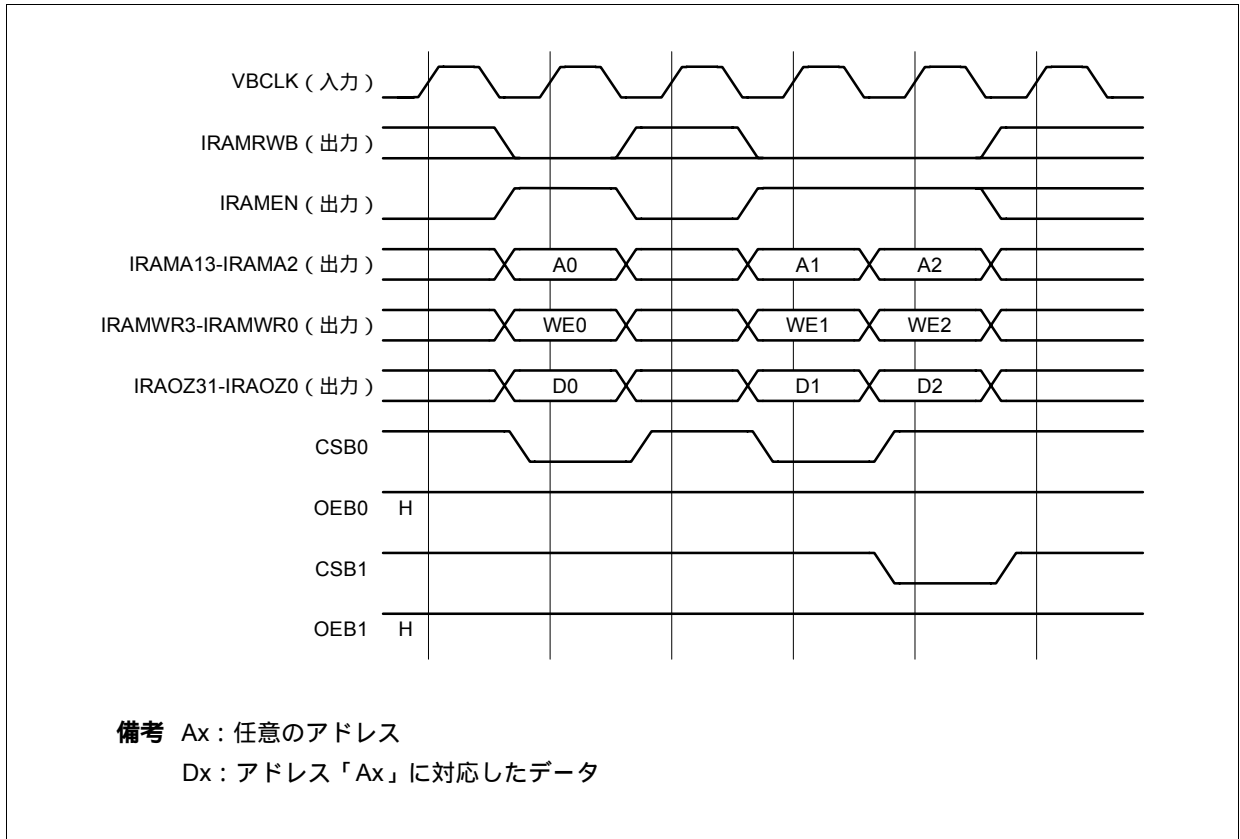 VBCLK（入力）
IRAMRWB（出力）
IRAMEN（出力）
IRAMA13-IRAMA2（出力） A0 A1 A2
IRAMWR3-IRAMWR0（出力） WE0 WE1 WE2
IRAOZ31-IRAOZ0（出力） D0 D1 D2
CSB0
OEB0 H
CSB1
OEB1 H
備考 Ax：任意のアドレス
Dx：アドレス「Ax」に対応したデータ